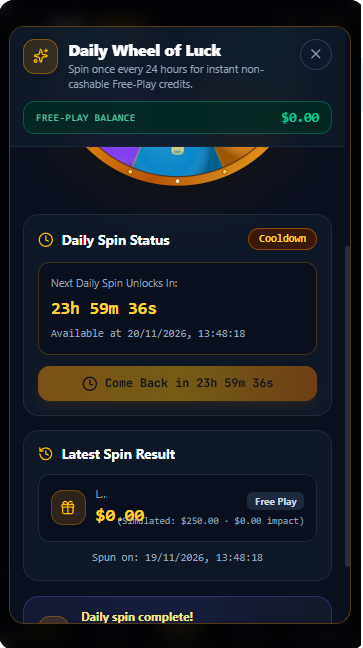 Daily Wheel of Luck
Spin once every 24 hours for instant non-
cashable Free-Play credits.
FREE-PLAY BALANCE $0.00
Daily Spin Status Cooldown
Next Daily Spin Unlocks In:
23h 59m 36s
Available at 20/11/2026, 13:48:18
Come Back in 23h 59m 36s
Latest Spin Result
L…
Free Play
$0.00
(Simulated: $250.00 · $0.00 impact)
Spun on: 19/11/2026, 13:48:18
Daily spin complete!